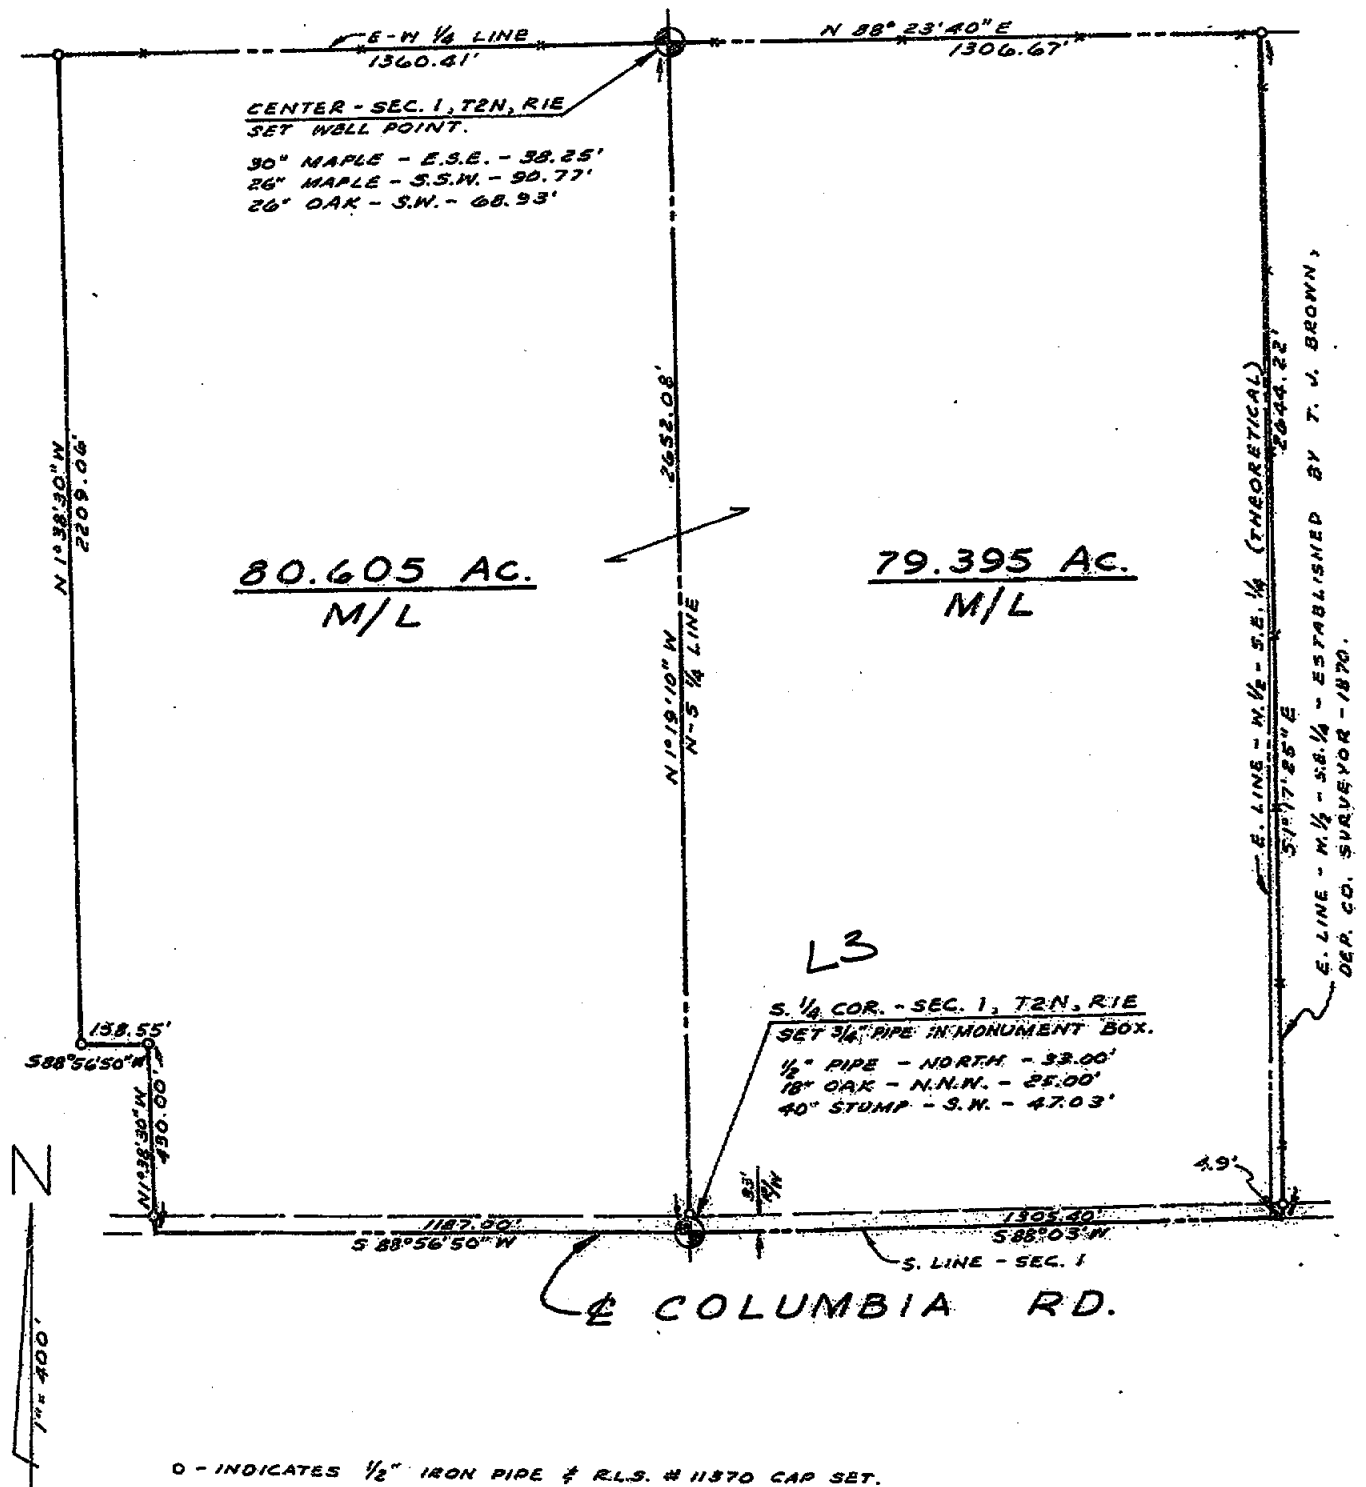 E-W 1/4 LINE
1360.41'
N 88° 23' 40" E
1306.67'
CENTER - SEC. 1, T2N, R1E
SET WELL POINT.
30" MAPLE - E.S.E. - 38.25'
26" MAPLE - S.S.W. - 90.77'
26" OAK - S.W. - 68.93'
N 1° 38' 30" W
2209.06'
2652.08'
N 1° 19' 10" W
N-S 1/4 LINE
80.605 AC.
M/L
79.395 AC.
M/L
E. LINE - W. 1/2 - S.E. 1/4 (THEORETICAL)
2644.22'
S 1° 17' 25" E
E. LINE - W. 1/2 - S.E. 1/4 - ESTABLISHED BY T. J. BROWN,
DEP. CO. SURVEYOR - 1870.
L3
S. 1/4 COR. - SEC. 1, T2N, R1E
SET 3/4" PIPE IN MONUMENT BOX.
1/2" PIPE - NORTH - 33.00'
18" OAK - N.N.W. - 25.00'
40" STUMP - S.W. - 47.03'
158.55'
S 88° 56' 50" W
N 1° 38' 30" W
430.00'
33'
R/W
4.9'
1187.00'
S 88° 56' 50" W
1305.40'
S 88° 03' W
S. LINE - SEC. 1
℄ COLUMBIA RD.
N
1" = 400'
O - INDICATES 1/2" IRON PIPE & R.L.S. # 11370 CAP SET.